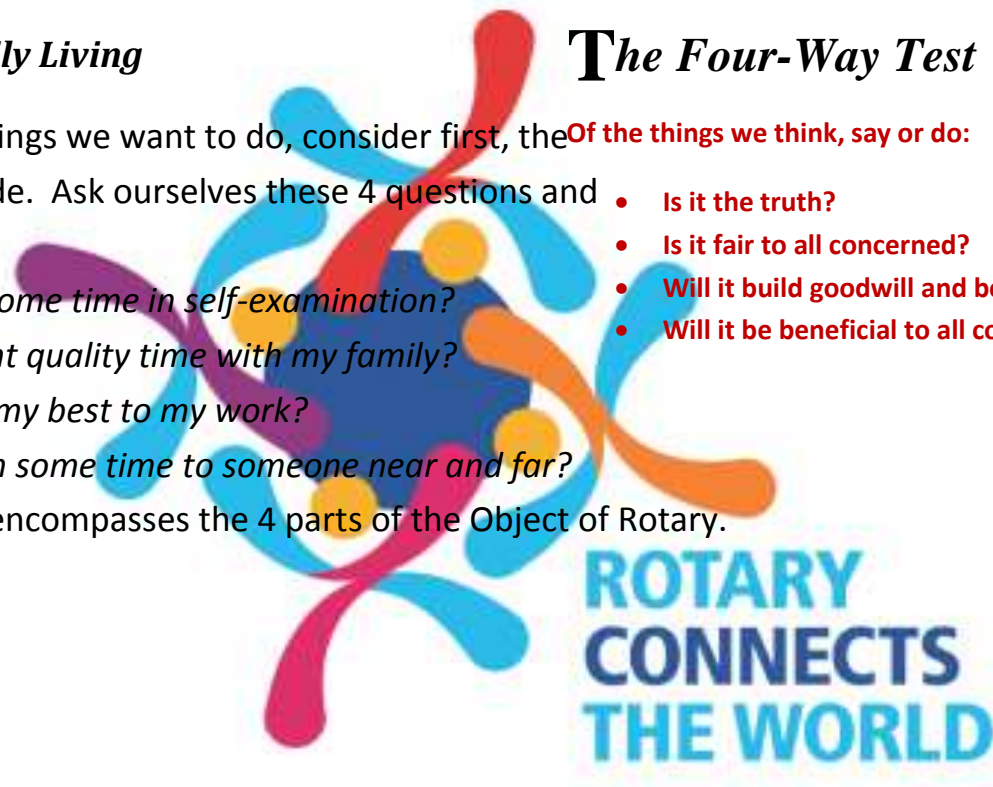 lly Living
ings we want to do, consider first, the
de. Ask ourselves these 4 questions and
ome time in self-examination?
nt quality time with my family?
my best to my work?
n some time to someone near and far?
encompasses the 4 parts of the Object of Rotary.
The Four-Way Test
Of the things we think, say or do:
• Is it the truth?
• Is it fair to all concerned?
• Will it build goodwill and be
• Will it be beneficial to all co
ROTARY
CONNECTS
THE WORLD